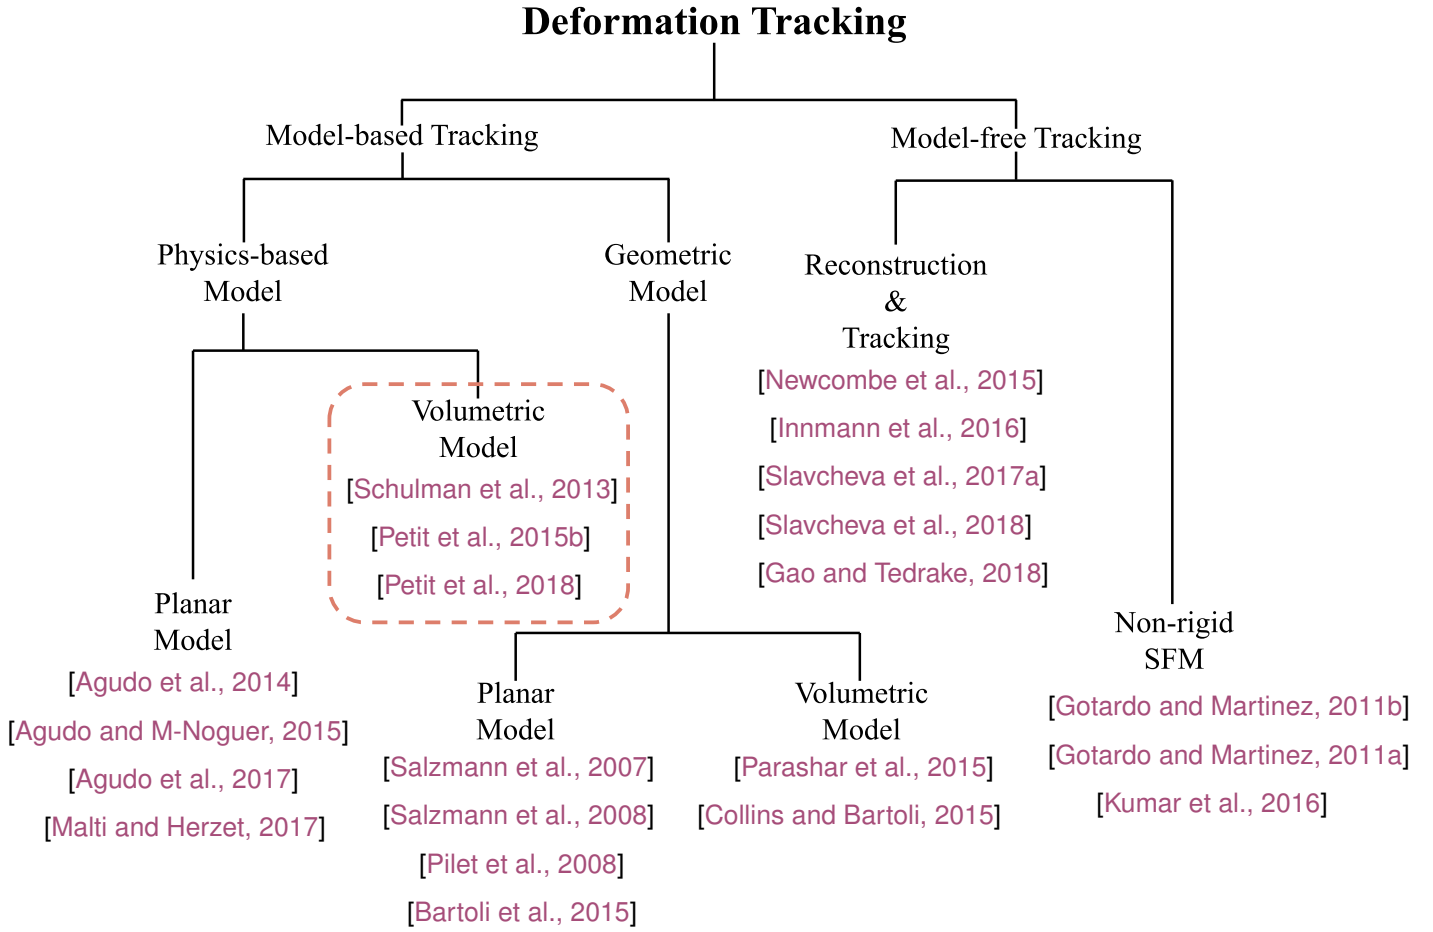 Deformation Tracking
Model-based Tracking
Model-free Tracking
Physics-based
Model
Geometric
Model
Reconstruction
&
Tracking
[Newcombe et al., 2015]
[Innmann et al., 2016]
[Slavcheva et al., 2017a]
[Slavcheva et al., 2018]
[Gao and Tedrake, 2018]
Volumetric
Model
[Schulman et al., 2013]
[Petit et al., 2015b]
[Petit et al., 2018]
Planar
Model
[Agudo et al., 2014]
[Agudo and M-Noguer, 2015]
[Agudo et al., 2017]
[Malti and Herzet, 2017]
Planar
Model
[Salzmann et al., 2007]
[Salzmann et al., 2008]
[Pilet et al., 2008]
[Bartoli et al., 2015]
Volumetric
Model
[Parashar et al., 2015]
[Collins and Bartoli, 2015]
Non-rigid
SFM
[Gotardo and Martinez, 2011b]
[Gotardo and Martinez, 2011a]
[Kumar et al., 2016]